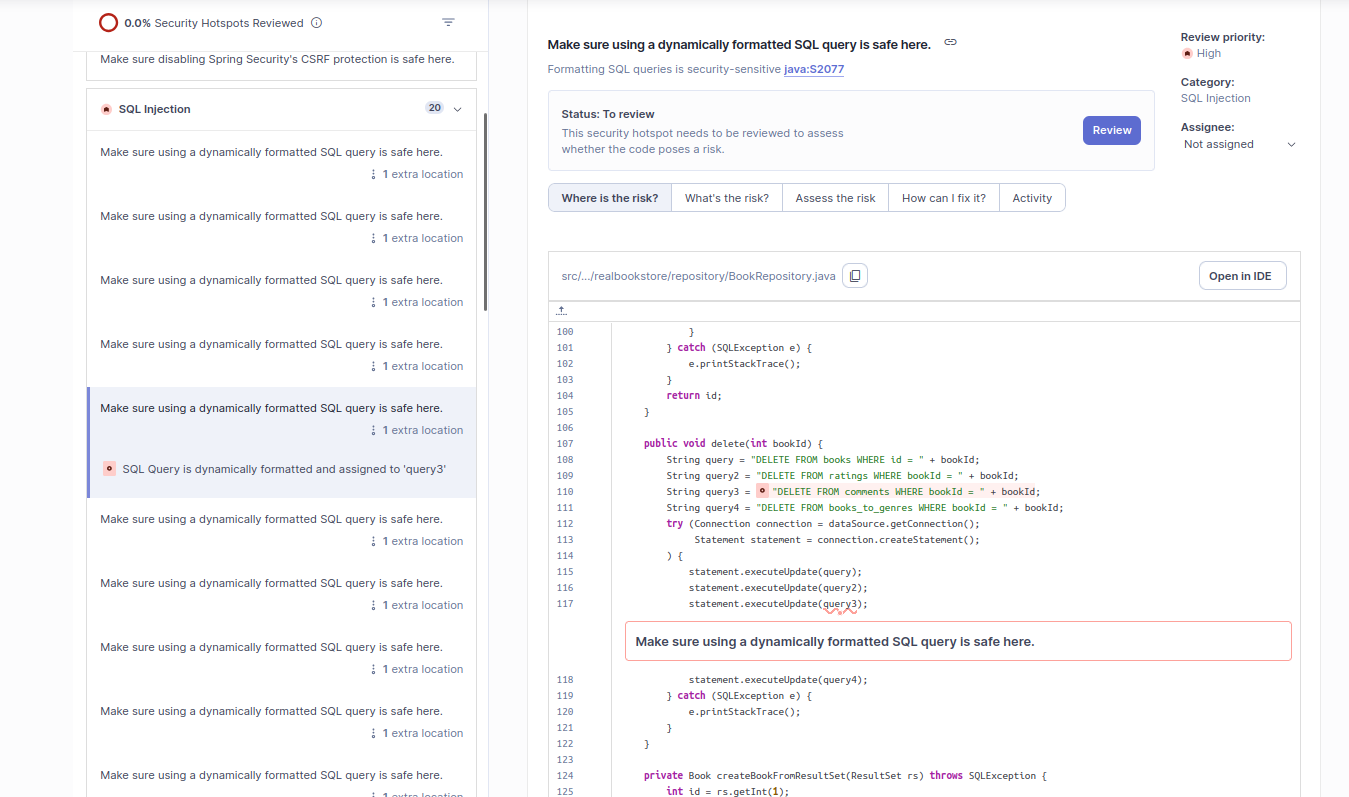 0.0% Security Hotspots Reviewed
Make sure disabling Spring Security's CSRF protection is safe here.
SQL Injection 20
Make sure using a dynamically formatted SQL query is safe here.
1 extra location
Make sure using a dynamically formatted SQL query is safe here.
1 extra location
Make sure using a dynamically formatted SQL query is safe here.
1 extra location
Make sure using a dynamically formatted SQL query is safe here.
1 extra location
Make sure using a dynamically formatted SQL query is safe here.
1 extra location
SQL Query is dynamically formatted and assigned to 'query3'
Make sure using a dynamically formatted SQL query is safe here.
1 extra location
Make sure using a dynamically formatted SQL query is safe here.
1 extra location
Make sure using a dynamically formatted SQL query is safe here.
1 extra location
Make sure using a dynamically formatted SQL query is safe here.
1 extra location
Make sure using a dynamically formatted SQL query is safe here.
1 extra location
Make sure using a dynamically formatted SQL query is safe here.
Formatting SQL queries is security-sensitive java:S2077
Status: To review
This security hotspot needs to be reviewed to assess
whether the code poses a risk.
Review
Review priority:
High
Category:
SQL Injection
Assignee:
Not assigned
Where is the risk? What's the risk? Assess the risk How can I fix it? Activity
src/.../realbookstore/repository/BookRepository.java
Open in IDE
100 }
101 } catch (SQLException e) {
102 e.printStackTrace();
103 }
104 return id;
105 }
106
107 public void delete(int bookId) {
108 String query = "DELETE FROM books WHERE id = " + bookId;
109 String query2 = "DELETE FROM ratings WHERE bookId = " + bookId;
110 String query3 = "DELETE FROM comments WHERE bookId = " + bookId;
111 String query4 = "DELETE FROM books_to_genres WHERE bookId = " + bookId;
112 try (Connection connection = dataSource.getConnection();
113 Statement statement = connection.createStatement();
114 ) {
115 statement.executeUpdate(query);
116 statement.executeUpdate(query2);
117 statement.executeUpdate(query3);
Make sure using a dynamically formatted SQL query is safe here.
118 statement.executeUpdate(query4);
119 } catch (SQLException e) {
120 e.printStackTrace();
121 }
122 }
123
124 private Book createBookFromResultSet(ResultSet rs) throws SQLException {
125 int id = rs.getInt(1);